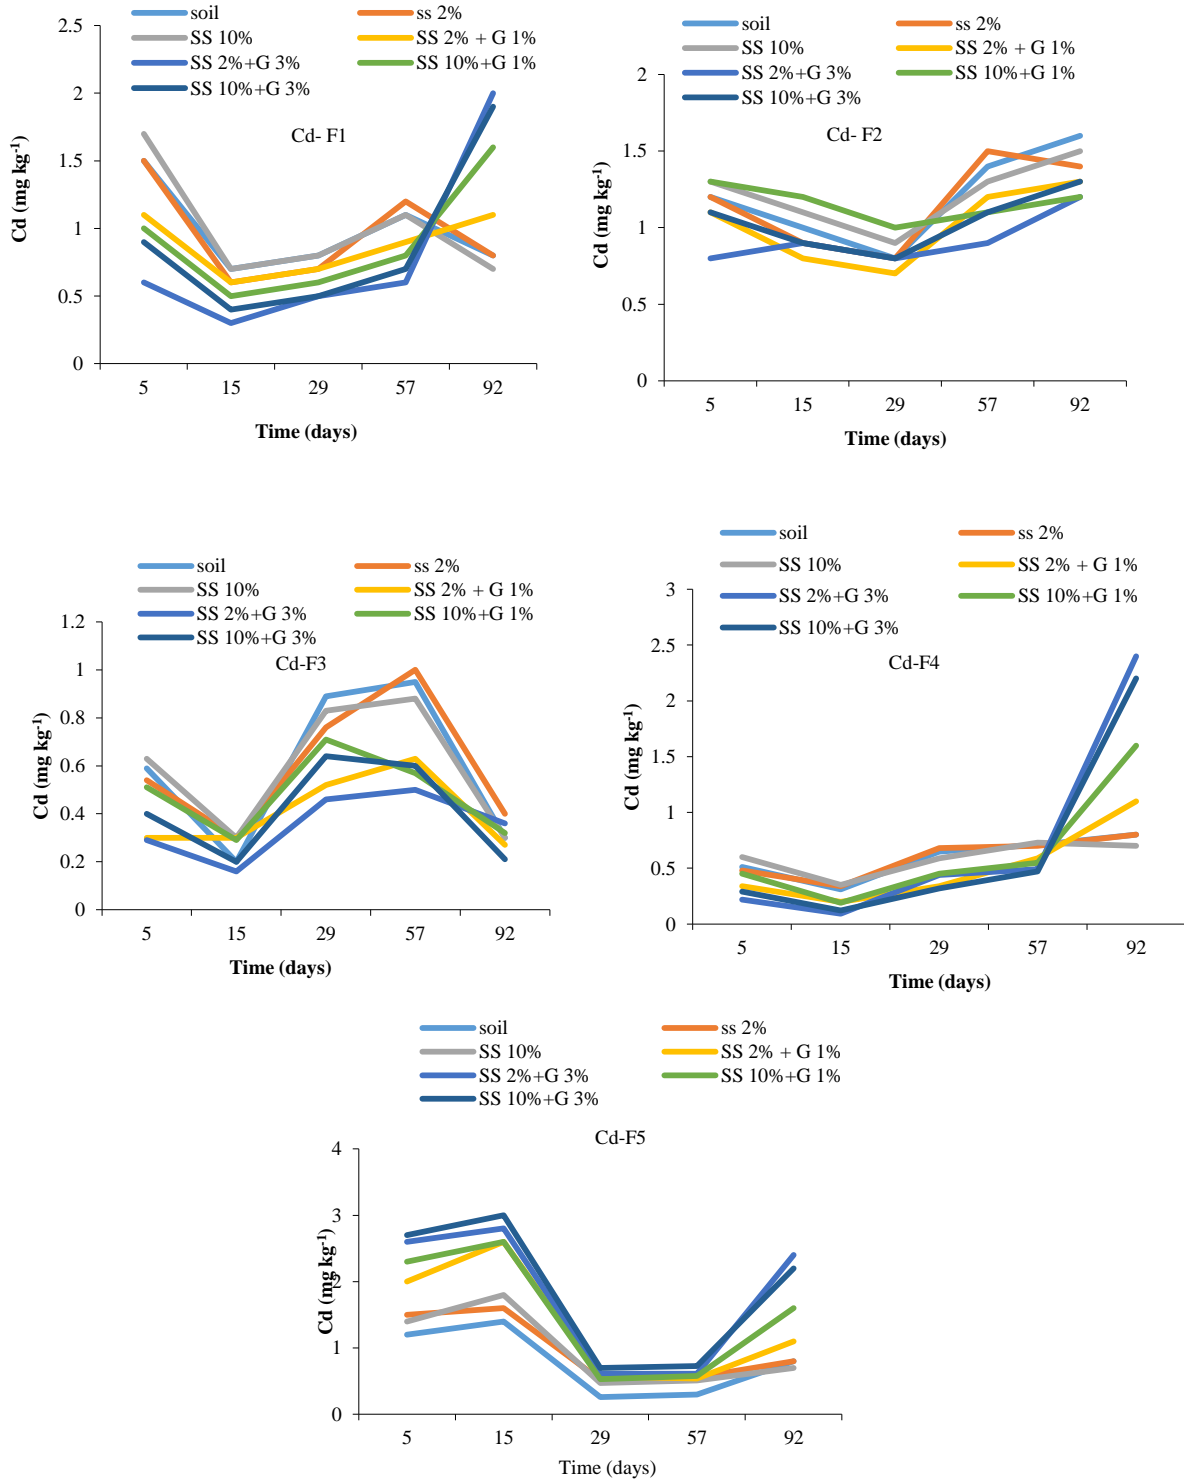 soil
ss 2%
SS 10%
SS 2% + G 1%
SS 2%+G 3%
SS 10%+G 1%
SS 10%+G 3%
Cd- F1
Cd (mg kg-1)
2.5
2
1.5
1
0.5
0
5 15 29 57 92
Time (days)
soil
ss 2%
SS 10%
SS 2% + G 1%
SS 2%+G 3%
SS 10%+G 1%
SS 10%+G 3%
Cd- F2
Cd (mg kg-1)
2
1.5
1
0.5
0
5 15 29 57 92
Time (days)
soil
ss 2%
SS 10%
SS 2% + G 1%
SS 2%+G 3%
SS 10%+G 1%
SS 10%+G 3%
Cd-F3
Cd (mg kg-1)
1.2
1
0.8
0.6
0.4
0.2
0
5 15 29 57 92
Time (days)
soil
ss 2%
SS 10%
SS 2% + G 1%
SS 2%+G 3%
SS 10%+G 1%
SS 10%+G 3%
Cd-F4
Cd (mg kg-1)
3
2.5
2
1.5
1
0.5
0
5 15 29 57 92
Time (days)
soil
ss 2%
SS 10%
SS 2% + G 1%
SS 2%+G 3%
SS 10%+G 1%
SS 10%+G 3%
Cd-F5
Cd (mg kg-1)
4
3
2
1
0
5 15 29 57 92
Time (days)